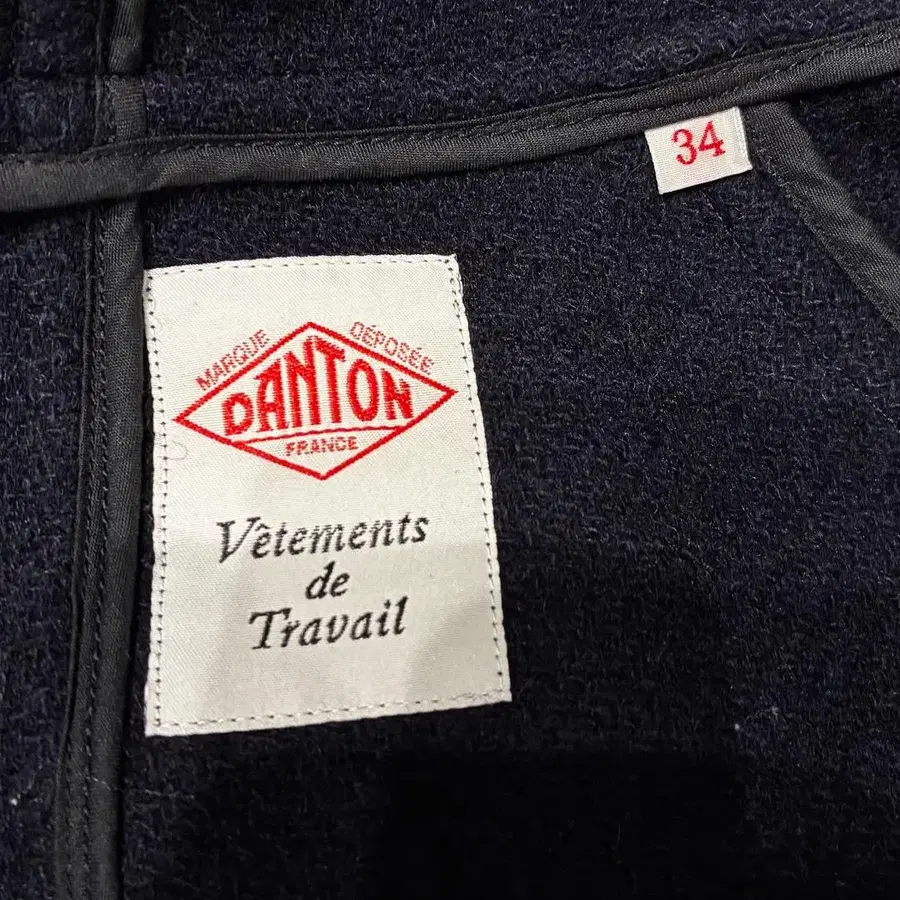 34
MARQUE DÉPOSÉE
DANTON
FRANCE
Vêtements
de
Travail